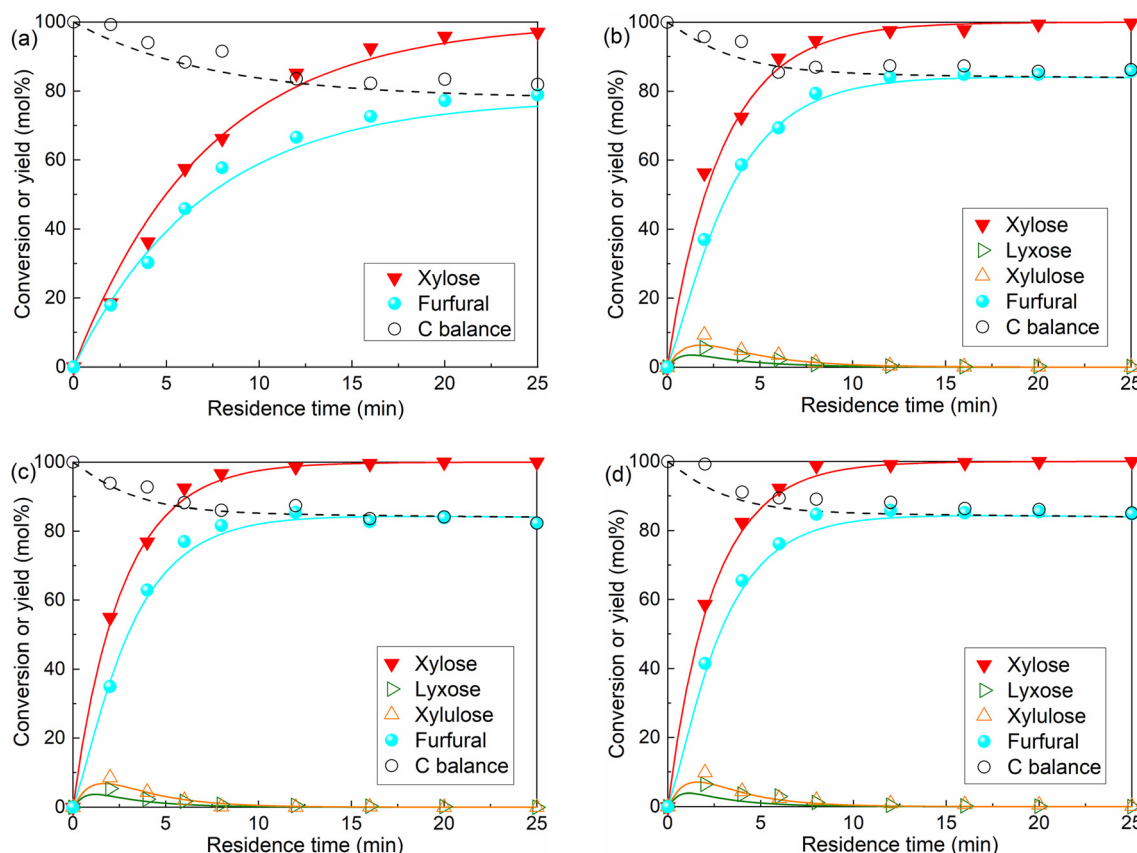 (a)
Conversion or yield (mol%)
100
80
60
40
20
0
Xylose
Furfural
C balance
0 5 10 15 20 25
Residence time (min)
(b)
Conversion or yield (mol%)
100
80
60
40
20
0
Xylose
Lyxose
Xylulose
Furfural
C balance
0 5 10 15 20 25
Residence time (min)
(c)
Conversion or yield (mol%)
100
80
60
40
20
0
Xylose
Lyxose
Xylulose
Furfural
C balance
0 5 10 15 20 25
Residence time (min)
(d)
Conversion or yield (mol%)
100
80
60
40
20
0
Xylose
Lyxose
Xylulose
Furfural
C balance
0 5 10 15 20 25
Residence time (min)